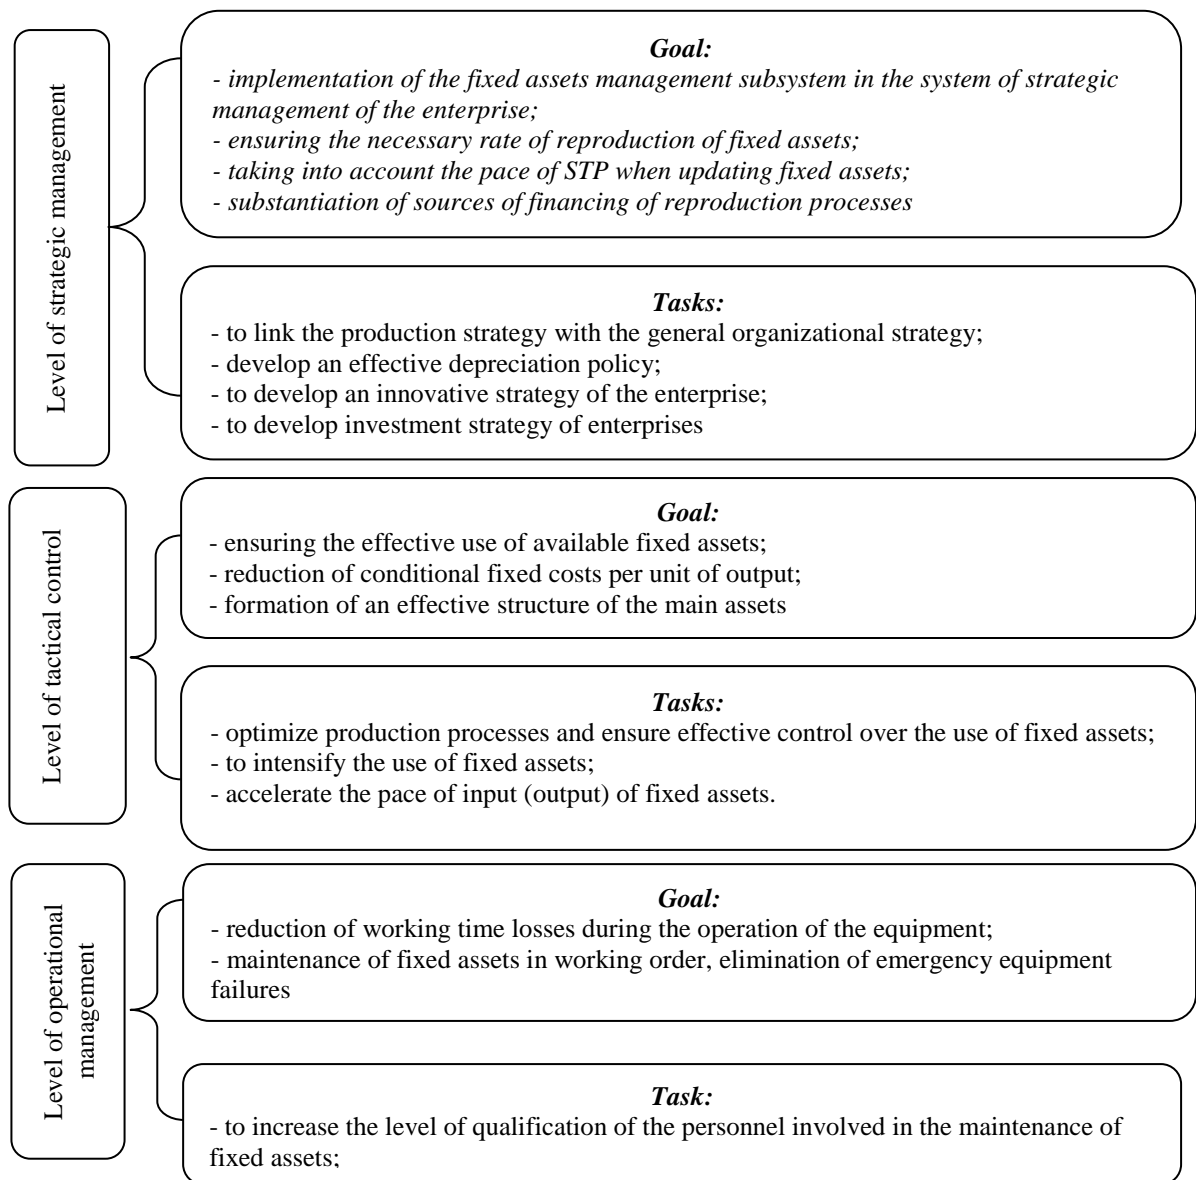 Level of strategic management
Goal:
- implementation of the fixed assets management subsystem in the system of strategic
management of the enterprise;
- ensuring the necessary rate of reproduction of fixed assets;
- taking into account the pace of STP when updating fixed assets;
- substantiation of sources of financing of reproduction processes
Tasks:
- to link the production strategy with the general organizational strategy;
- develop an effective depreciation policy;
- to develop an innovative strategy of the enterprise;
- to develop investment strategy of enterprises
Level of tactical control
Goal:
- ensuring the effective use of available fixed assets;
- reduction of conditional fixed costs per unit of output;
- formation of an effective structure of the main assets
Tasks:
- optimize production processes and ensure effective control over the use of fixed assets;
- to intensify the use of fixed assets;
- accelerate the pace of input (output) of fixed assets.
Level of operational
management
Goal:
- reduction of working time losses during the operation of the equipment;
- maintenance of fixed assets in working order, elimination of emergency equipment
failures
Task:
- to increase the level of qualification of the personnel involved in the maintenance of
fixed assets;